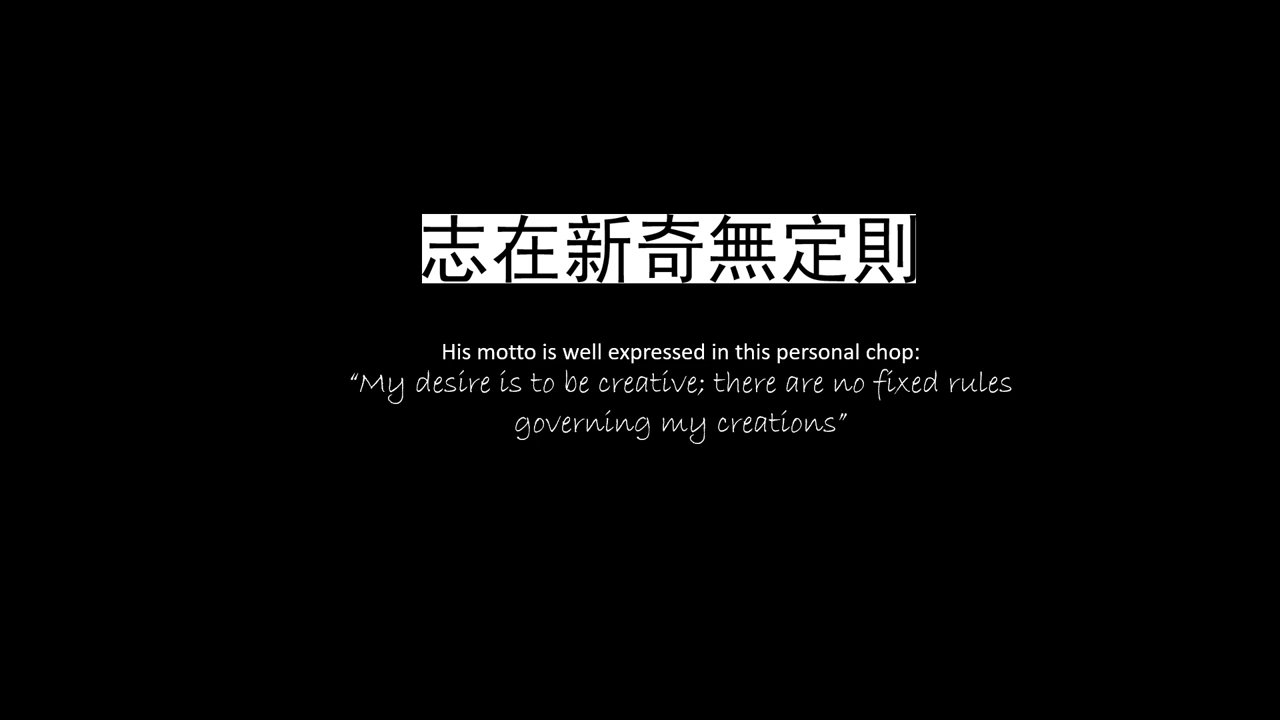 志在新奇無定則
His motto is well expressed in this personal chop:
“My desire is to be creative; there are no fixed rules
governing my creations”